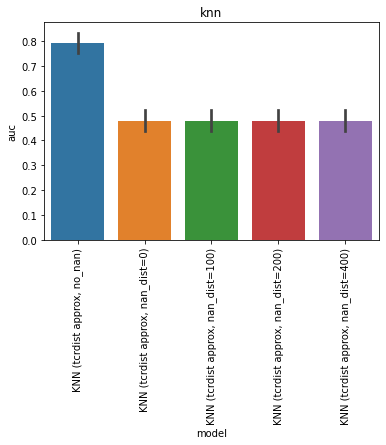 knn
auc
0.8
0.7
0.6
0.5
0.4
0.3
0.2
0.1
0.0
KNN (tcrdist approx, no_nan)
KNN (tcrdist approx, nan_dist=0)
KNN (tcrdist approx, nan_dist=100)
KNN (tcrdist approx, nan_dist=200)
KNN (tcrdist approx, nan_dist=400)
model